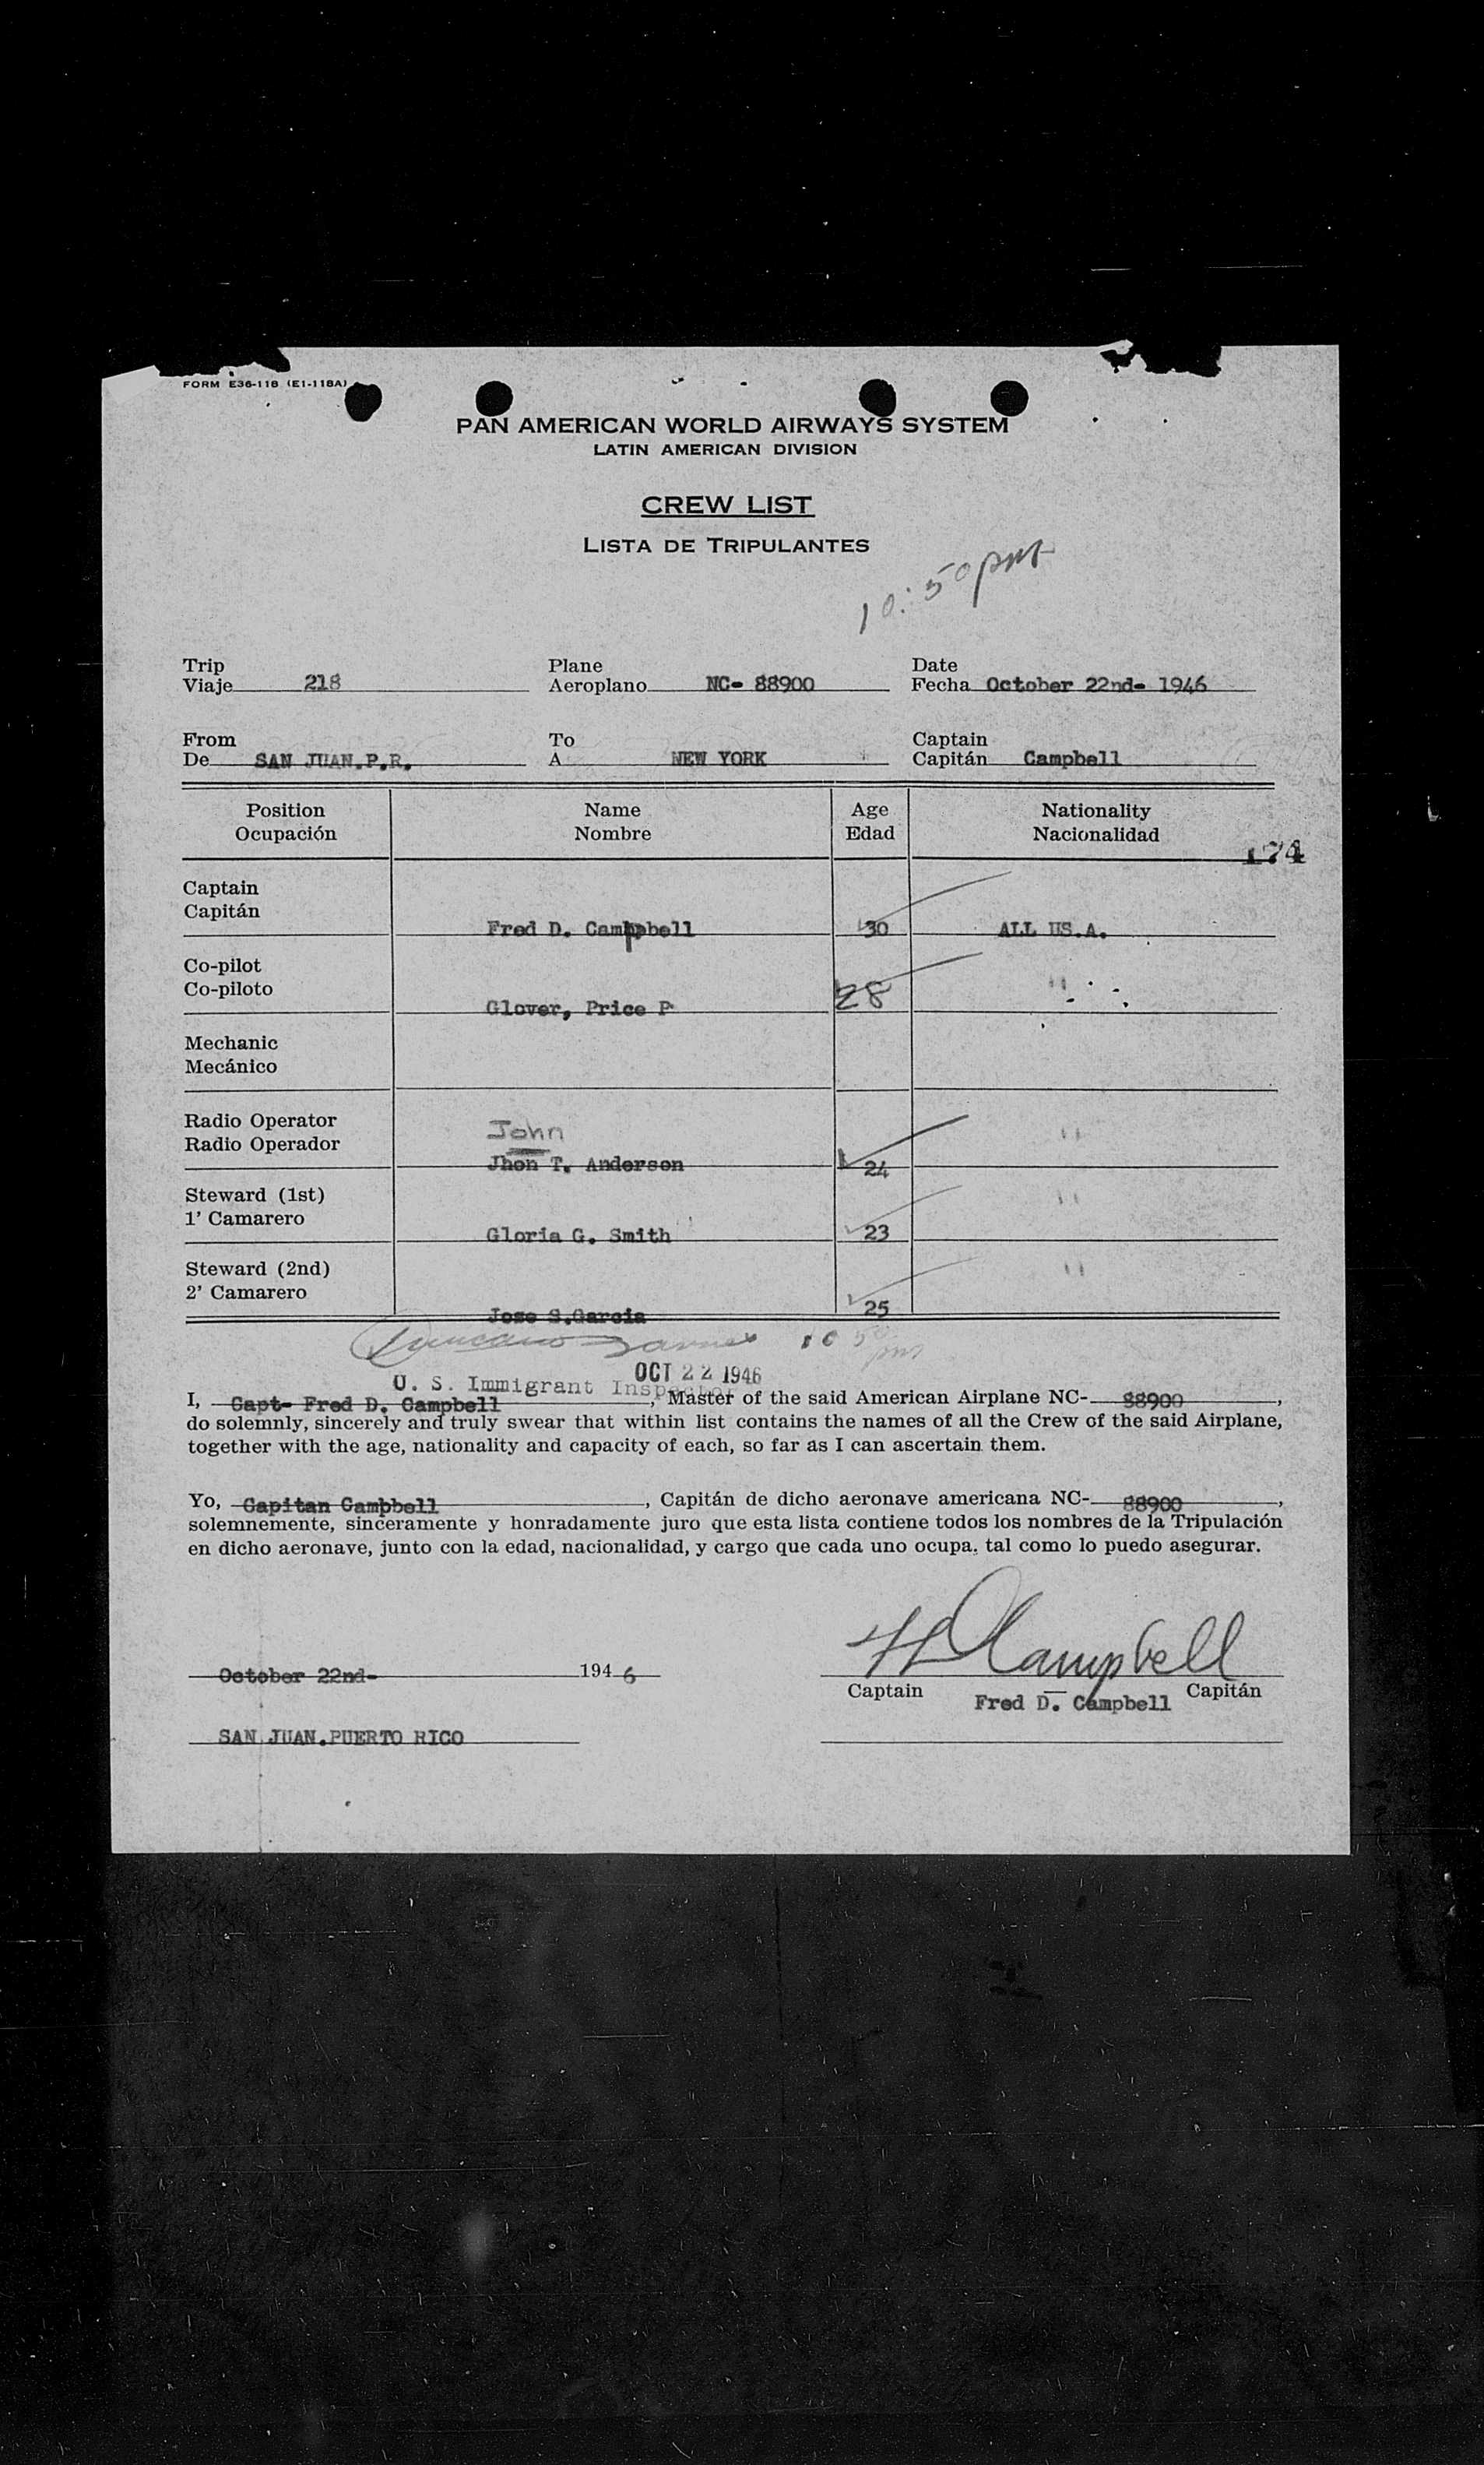 FORM E36-118 (E1-118A)
PAN AMERICAN WORLD AIRWAYS SYSTEM
LATIN AMERICAN DIVISION
CREW LIST
LISTA DE TRIPULANTES
10:50 pm
Trip Plane Date
Viaje 218 Aeroplano NC- 88900 Fecha October 22nd- 1946
From To Captain
De SAN JUAN.P.R. A NEW YORK Capitán Campbell
Position Name Age Nationality
Ocupación Nombre Edad Nacionalidad
174
Captain
Capitán
Fred D. Campbell 30 ALL US.A.
Co-pilot
Co-piloto
Glover, Price P 28 "
Mechanic
Mecánico
Radio Operator
Radio Operador
John "
Jhon T. Anderson 24
Steward (1st)
1' Camarero "
Gloria G. Smith 23
Steward (2nd)
2' Camarero "
Jose S.Garcia 25
10 50 pm
OCT 22 1946
U. S. Immigrant Inspector
I, Capt- Fred D. Campbell, Master of the said American Airplane NC- 88900,
do solemnly, sincerely and truly swear that within list contains the names of all the Crew of the said Airplane,
together with the age, nationality and capacity of each, so far as I can ascertain them.
Yo, Capitan Campbell, Capitán de dicho aeronave americana NC- 88900,
solemnemente, sinceramente y honradamente juro que esta lista contiene todos los nombres de la Tripulación
en dicho aeronave, junto con la edad, nacionalidad, y cargo que cada uno ocupa, tal como lo puedo asegurar.
F D Campbell
October 22nd- 194 6
Captain Fred D. Campbell Capitán
SAN JUAN.PUERTO RICO